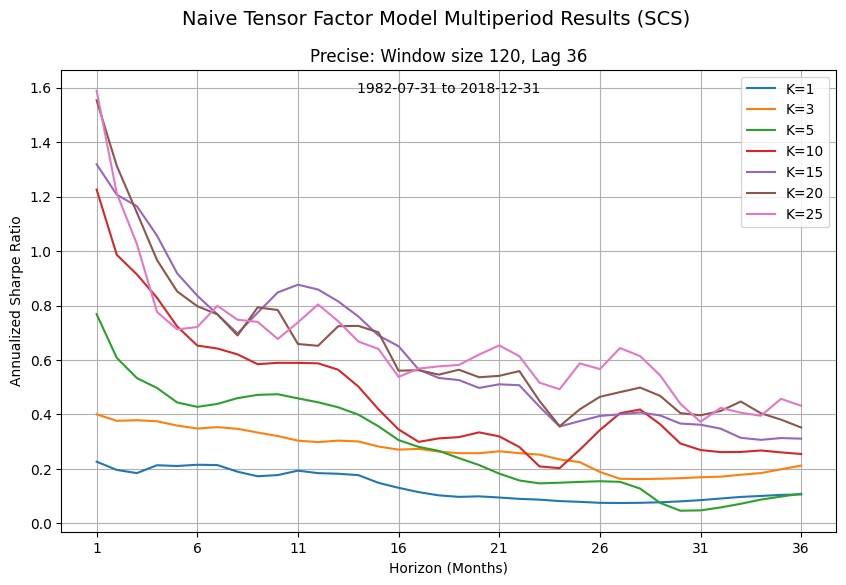 Naive Tensor Factor Model Multiperiod Results (SCS)
Precise: Window size 120, Lag 36
1982-07-31 to 2018-12-31
K=1
K=3
K=5
K=10
K=15
K=20
K=25
Annualized Sharpe Ratio
1.6
1.4
1.2
1.0
0.8
0.6
0.4
0.2
0.0
1 6 11 16 21 26 31 36
Horizon (Months)